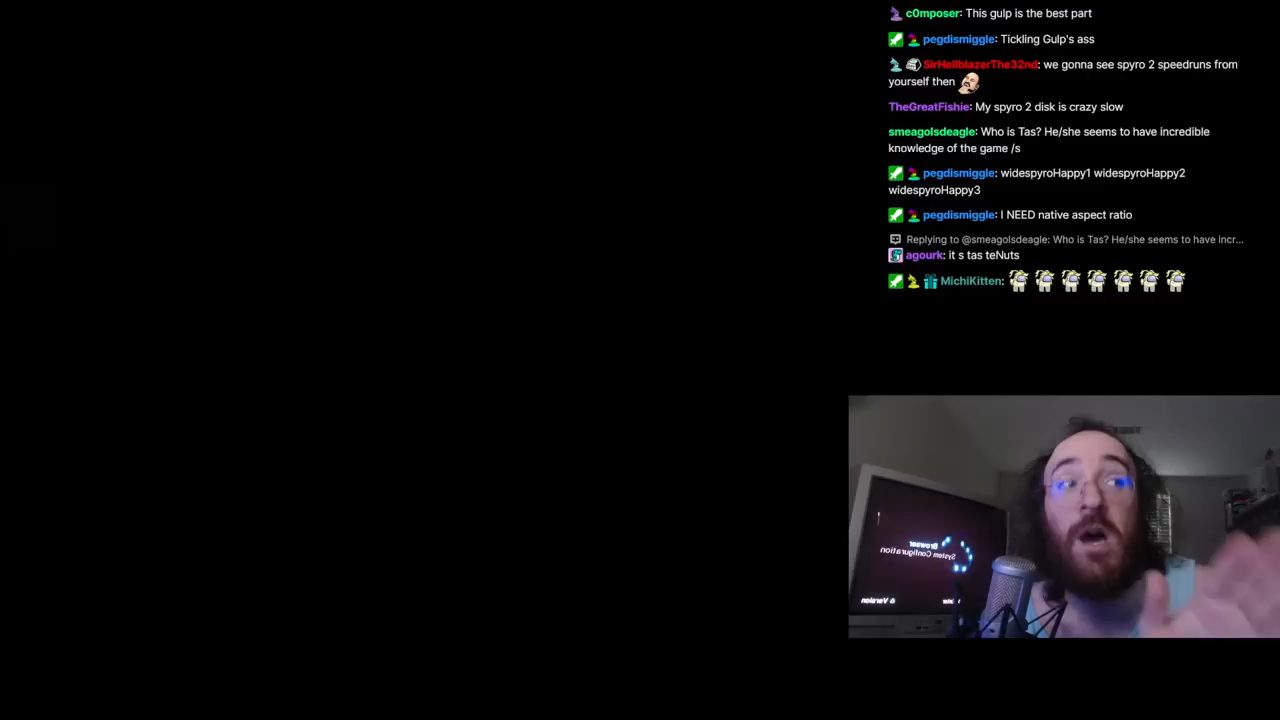 c0mposer: This gulp is the best part
pegdismiggle: Tickling Gulp's ass
SirHellblazerThe32nd: we gonna see spyro 2 speedruns from
yourself then
TheGreatFishie: My spyro 2 disk is crazy slow
smeagolsdeagle: Who is Tas? He/she seems to have incredible
knowledge of the game /s
pegdismiggle: widespyroHappy1 widespyroHappy2
widespyroHappy3
pegdismiggle: I NEED native aspect ratio
Replying to @smeagolsdeagle: Who is Tas? He/she seems to have incr...
agourk: it s tas teNuts
MichiKitten:
Browser
System Configuration
Version